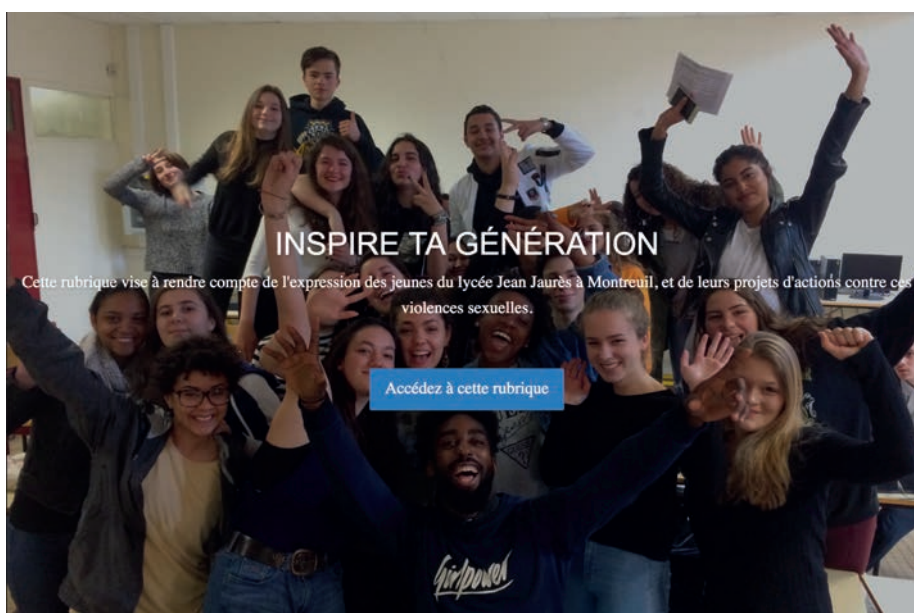 INSPIRE TA GÉNÉRATION
Cette rubrique vise à rendre compte de l'expression des jeunes du lycée Jean Jaurès à Montreuil, et de leurs projets d'actions contre ces
violences sexuelles.
Accédez à cette rubrique
Girlpower